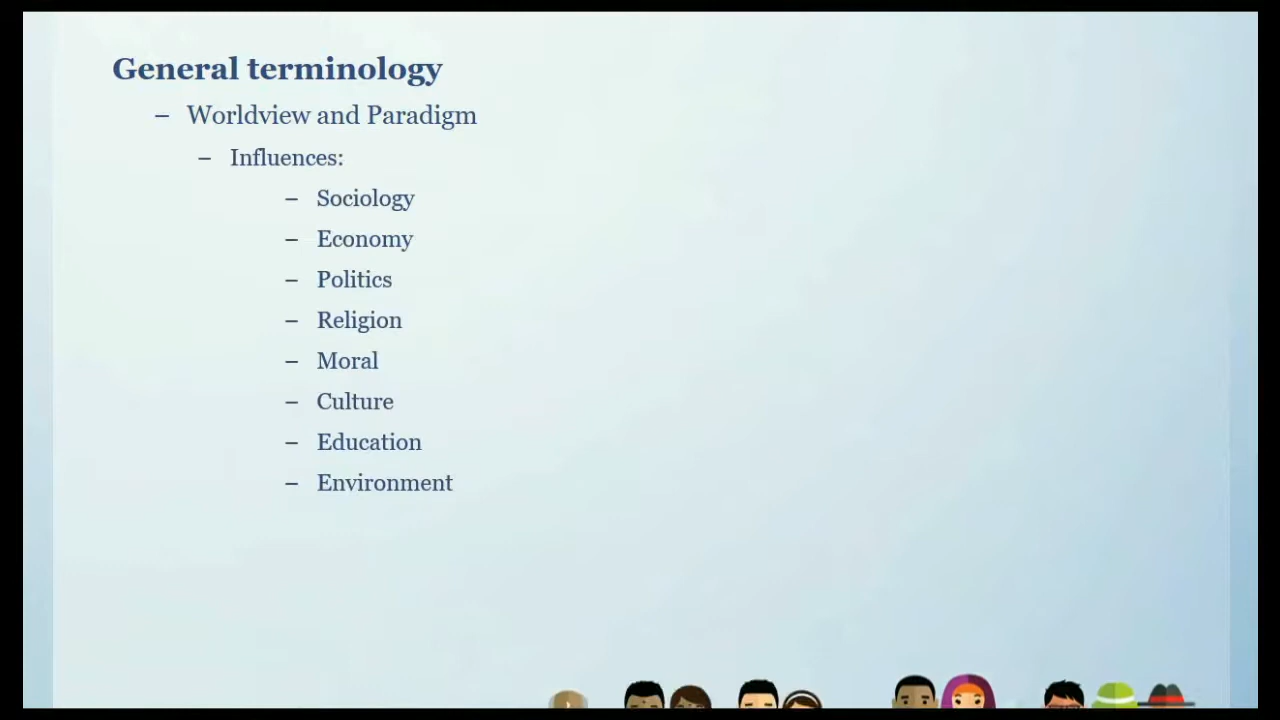 General terminology
– Worldview and Paradigm
– Influences:
– Sociology
– Economy
– Politics
– Religion
– Moral
– Culture
– Education
– Environment